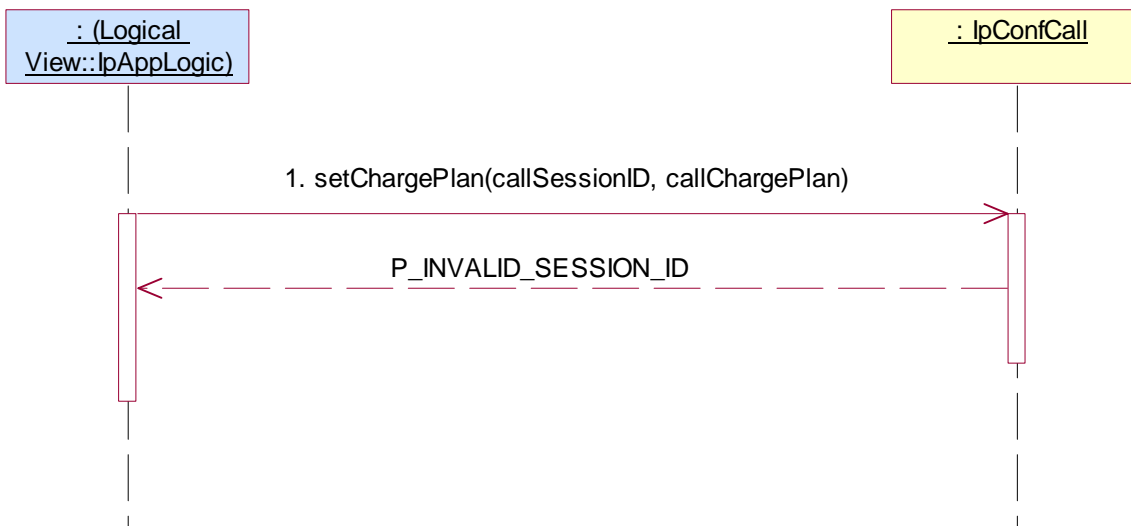 : (Logical
View::IpAppLogic)
: IpConfCall
1. setChargePlan(callSessionID, callChargePlan)
P_INVALID_SESSION_ID